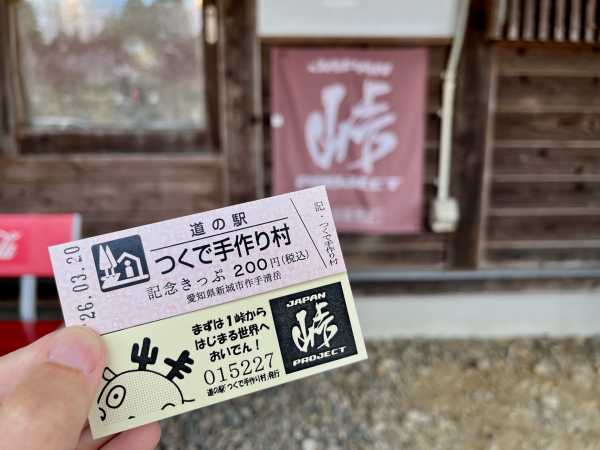 JAPAN
峠
PROJECT
26.03.20
道の駅
つくで手作り村
記念きっぷ 200円(税込)
愛知県新城市作手清岳
記・つくで手作り村
まずは1峠から
はじまる世界へ
おいでん!
015227
道の駅「つくで手作り村」発行
JAPAN
峠
PROJECT
山